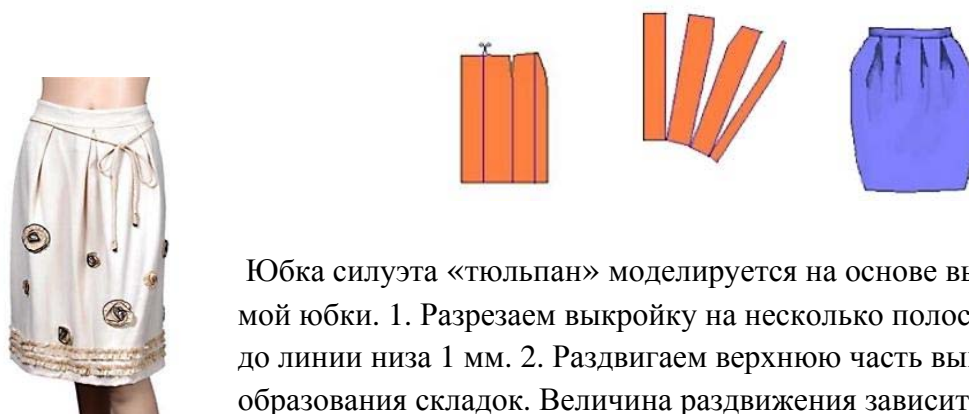 Юбка силуэта «тюльпан» моделируется на основе вы
мой юбки. 1. Разрезаем выкройку на несколько полос
до линии низа 1 мм. 2. Раздвигаем верхнюю часть вы
образования складок. Величина раздвижения зависит